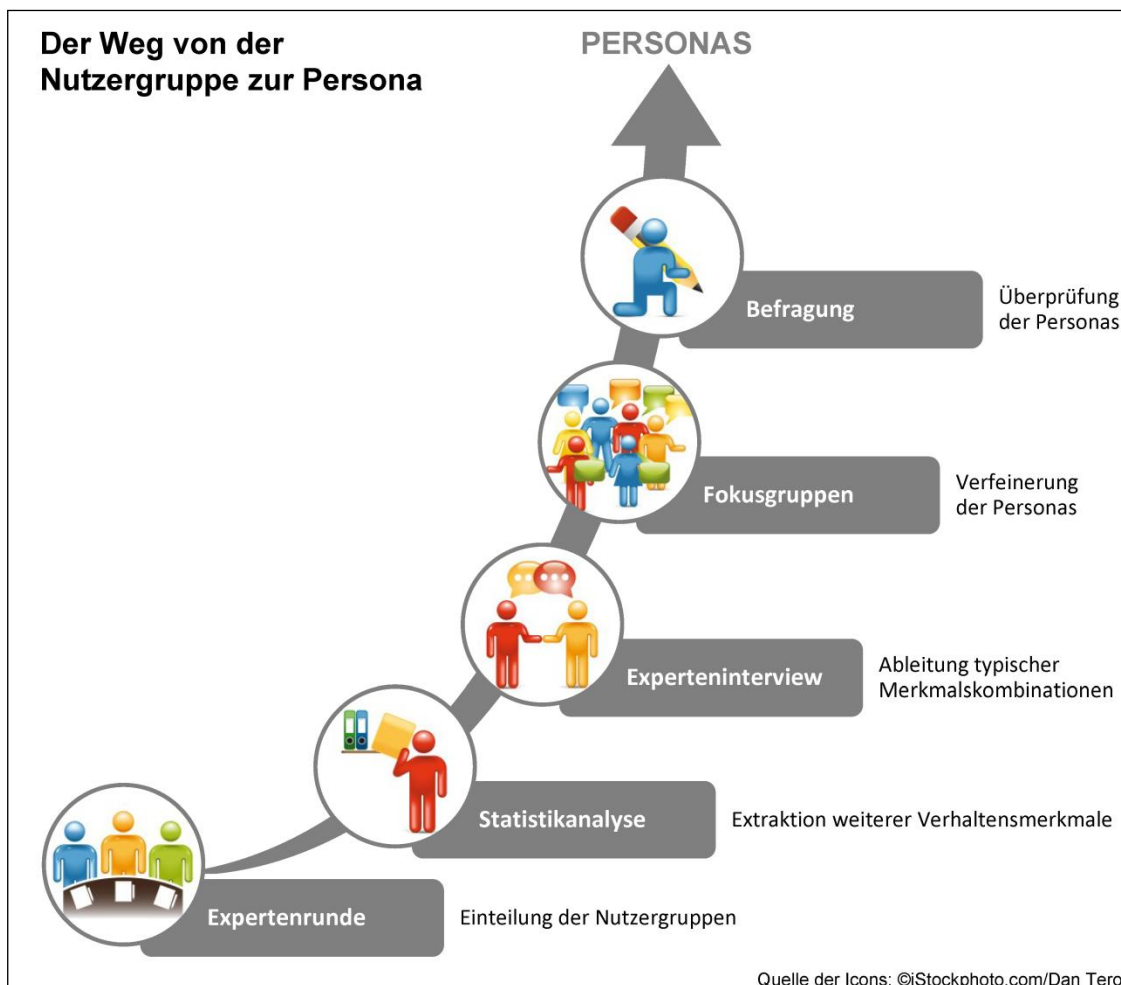 Der Weg von der
Nutzergruppe zur Persona
PERSONAS
Befragung
Überprüfung
der Personas
Fokusgruppen
Verfeinerung
der Personas
Experteninterview
Ableitung typischer
Merkmalskombinationen
Statistikanalyse
Extraktion weiterer Verhaltensmerkmale
Expertenrunde
Einteilung der Nutzergruppen
Quelle der Icons: ©iStockphoto.com/Dan Tero